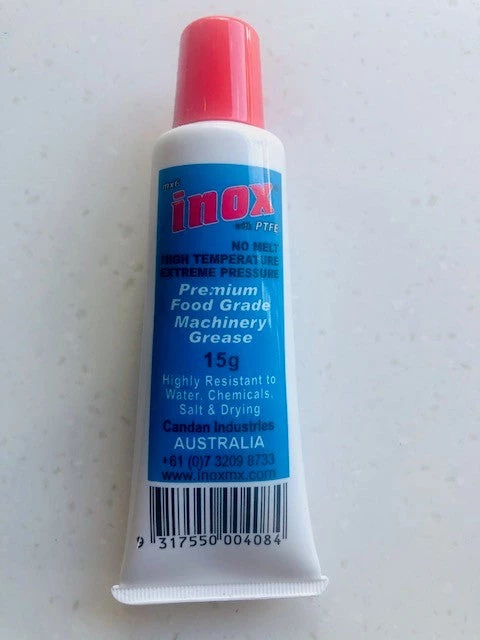 mx6
inox
with PTFE
NO MELT
HIGH TEMPERATURE
EXTREME PRESSURE
Premium
Food Grade
Machinery
Grease
15g
Highly Resistant to
Water, Chemicals,
Salt & Drying
Candan Industries
AUSTRALIA
+61 (0)7 3209 8733
www.inoxmx.com
9 317550 004084